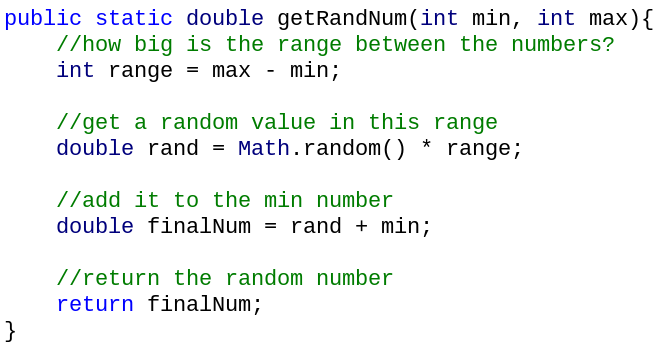 public static double getRandNum(int min, int max){
    //how big is the range between the numbers?
    int range = max - min;

    //get a random value in this range
    double rand = Math.random() * range;

    //add it to the min number
    double finalNum = rand + min;

    //return the random number
    return finalNum;
}